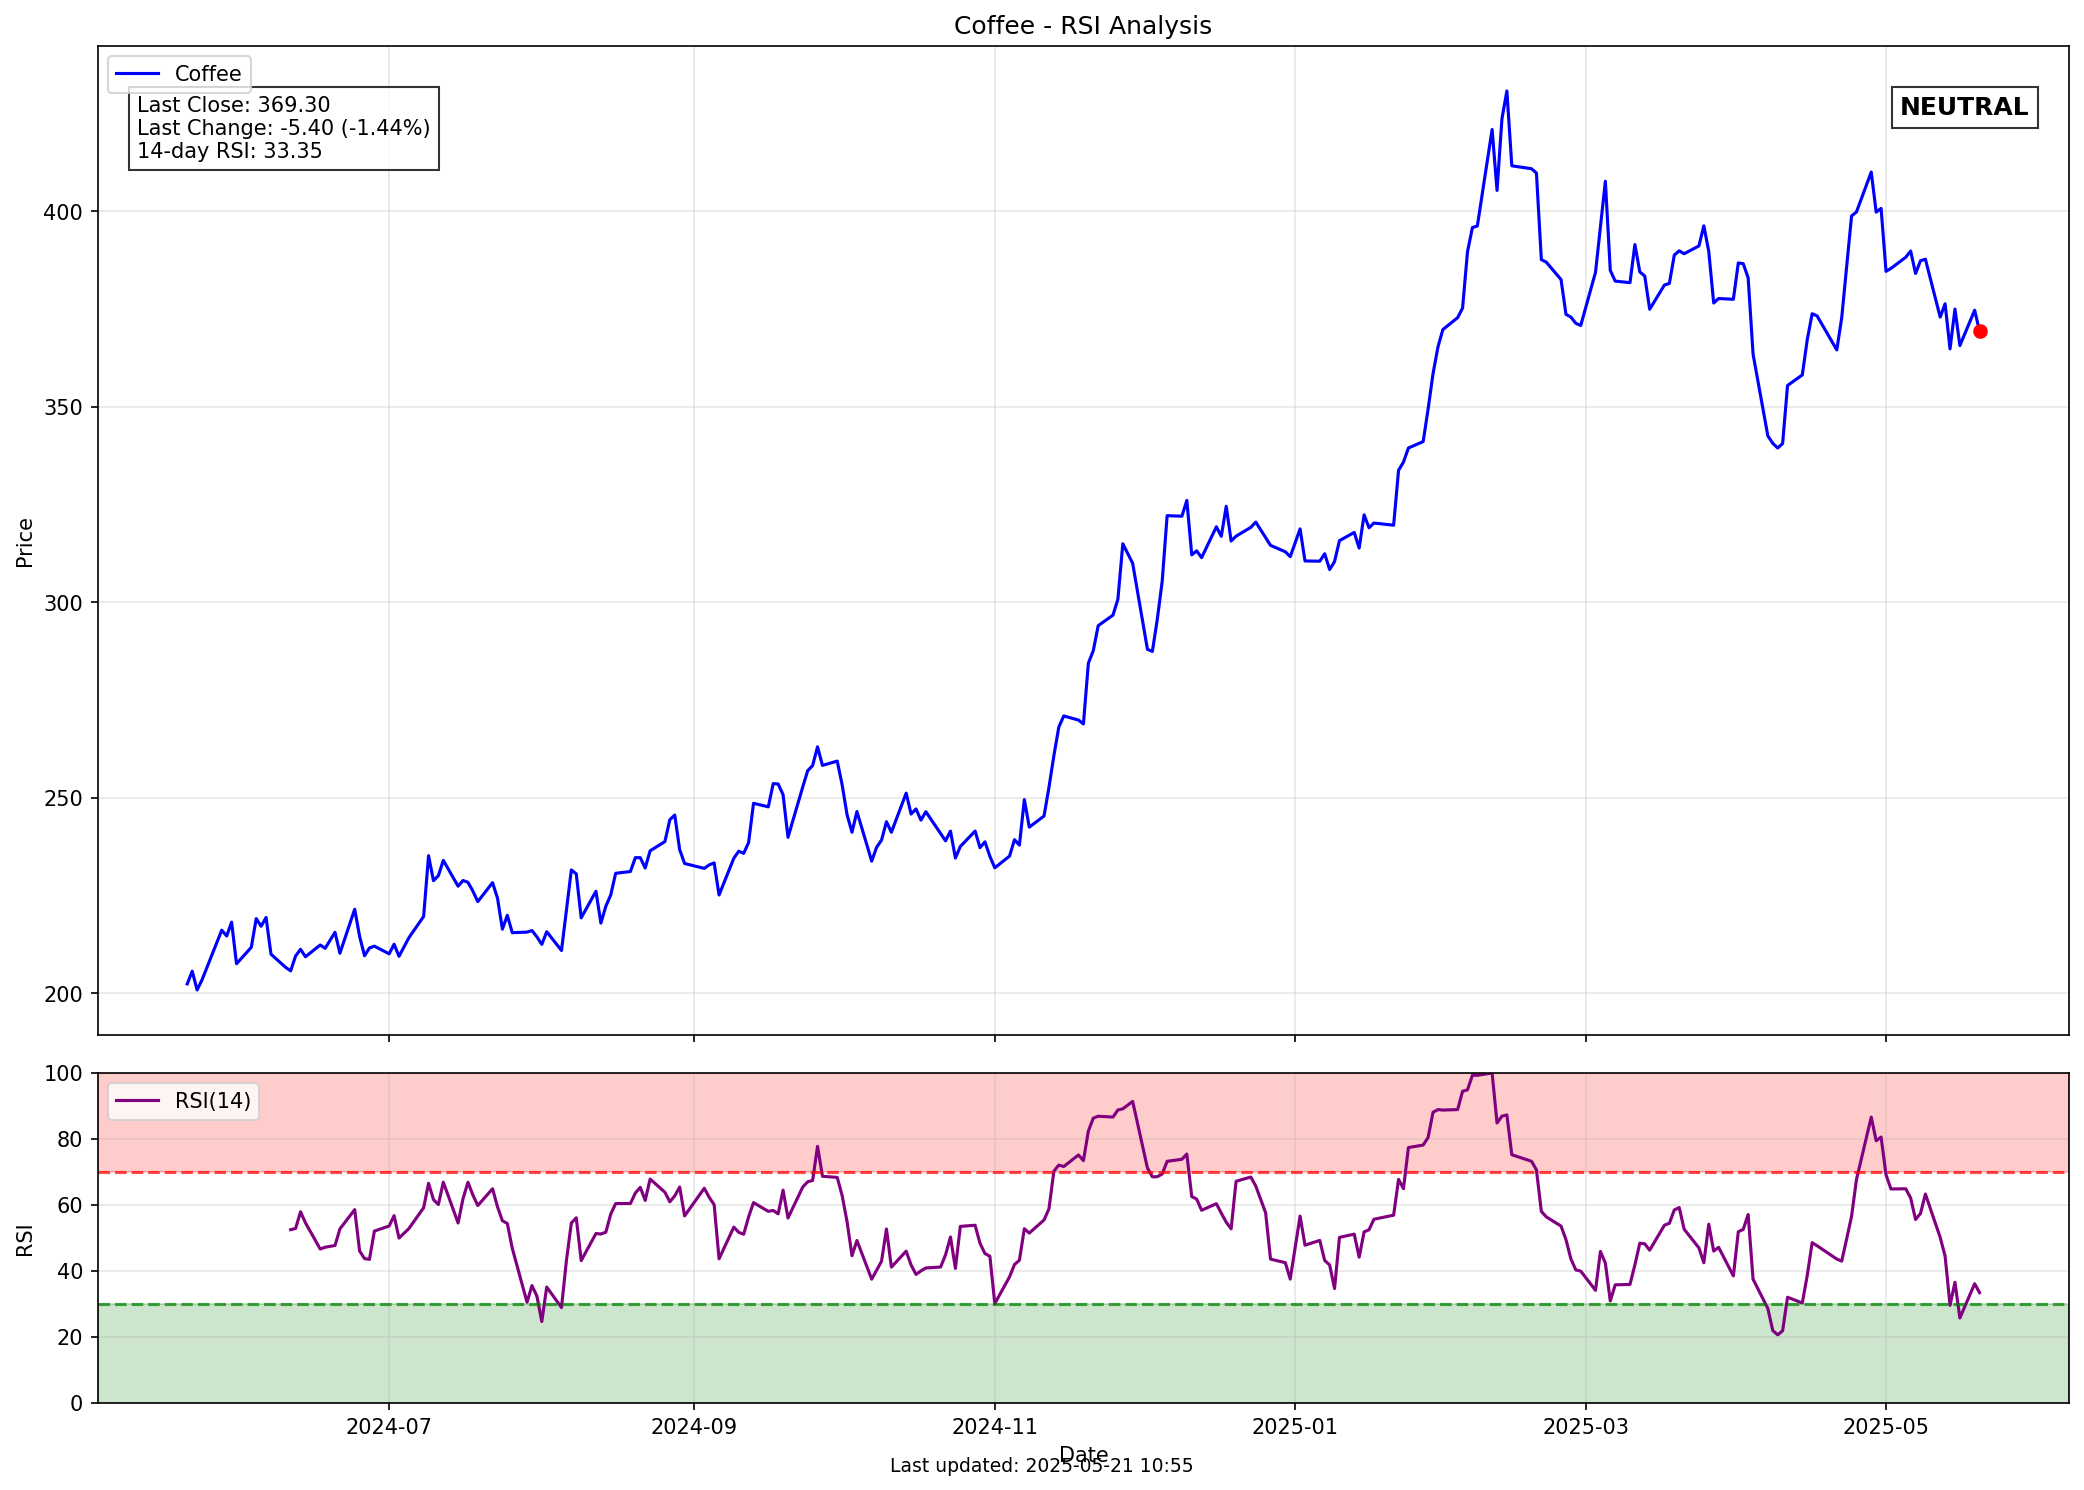 Coffee - RSI Analysis
Coffee
Last Close: 369.30
Last Change: -5.40 (-1.44%)
14-day RSI: 33.35
NEUTRAL
400
350
300
250
200
Price
RSI(14)
100
80
60
40
20
0
RSI
2024-07
2024-09
2024-11
2025-01
2025-03
2025-05
Date
Last updated: 2025-05-21 10:55